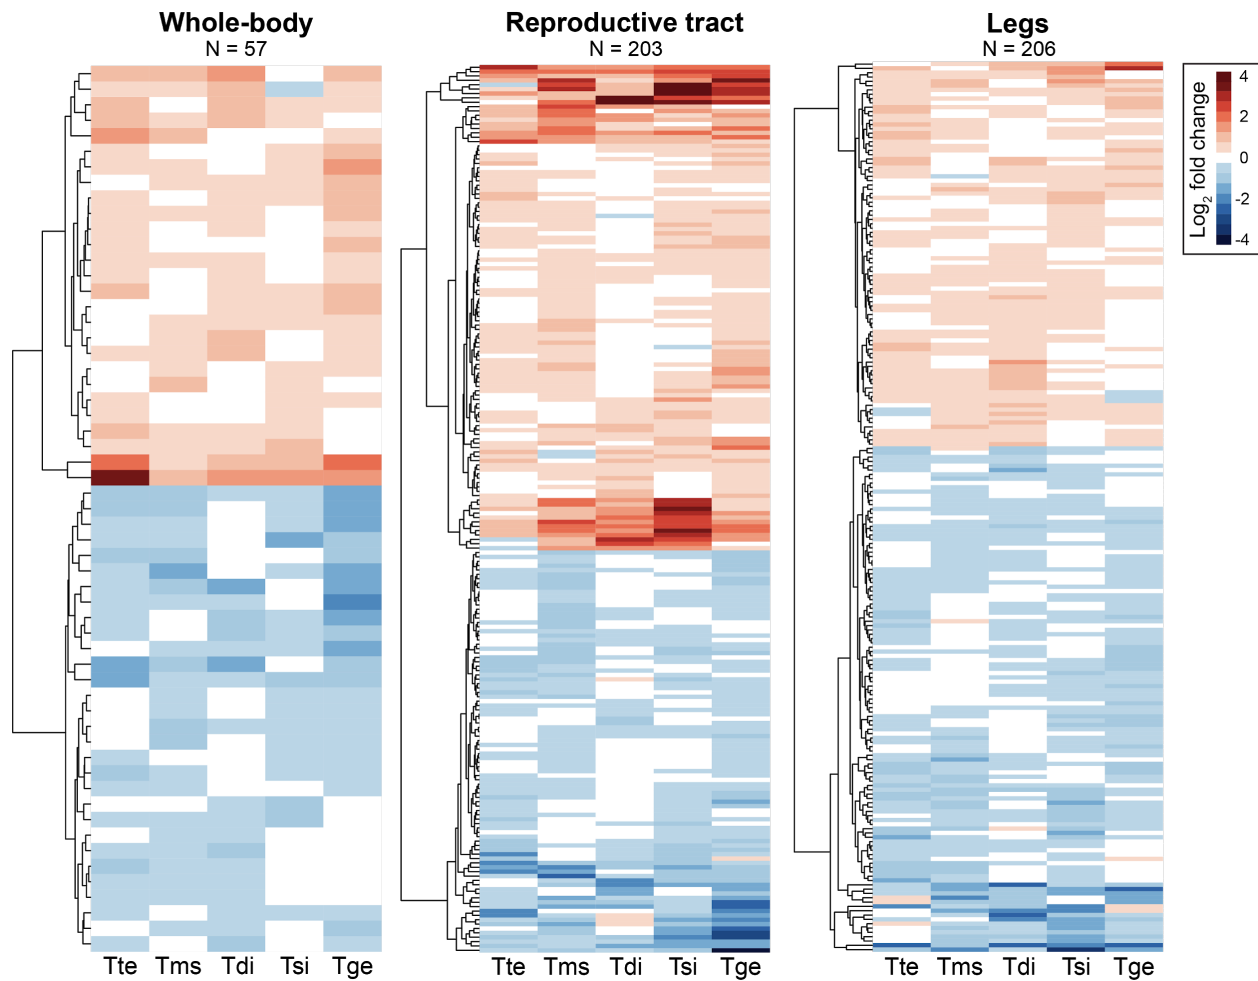 Whole-body
N = 57
Reproductive tract
N = 203
Legs
N = 206
Log2 fold change
4
2
0
-2
-4
Tte Tms Tdi Tsi Tge
Tte Tms Tdi Tsi Tge
Tte Tms Tdi Tsi Tge